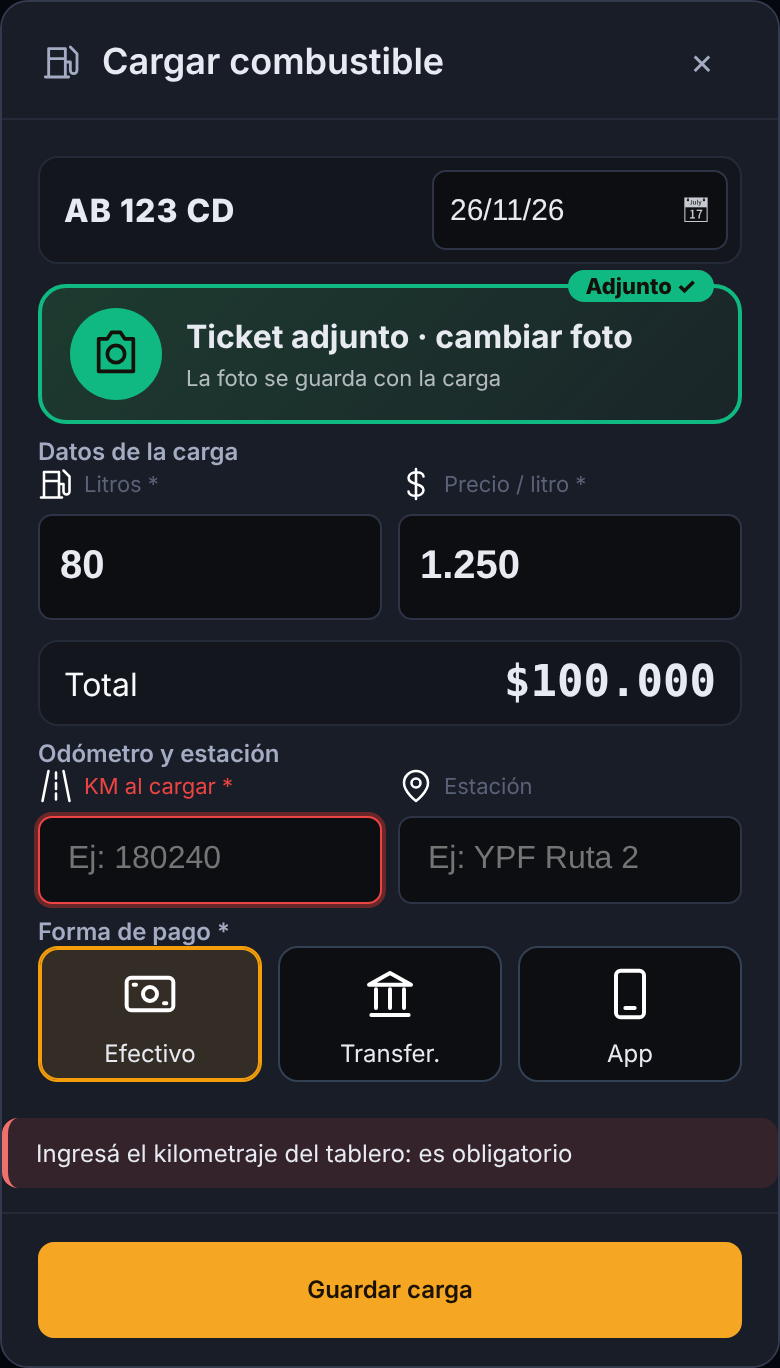 Cargar combustible
AB 123 CD
26/11/26
Adjunto ✓
Ticket adjunto · cambiar foto
La foto se guarda con la carga
Datos de la carga
Litros *
Precio / litro *
80
1.250
Total
$100.000
Odómetro y estación
KM al cargar *
Estación
Ej: 180240
Ej: YPF Ruta 2
Forma de pago *
Efectivo
Transfer.
App
Ingresá el kilometraje del tablero: es obligatorio
Guardar carga